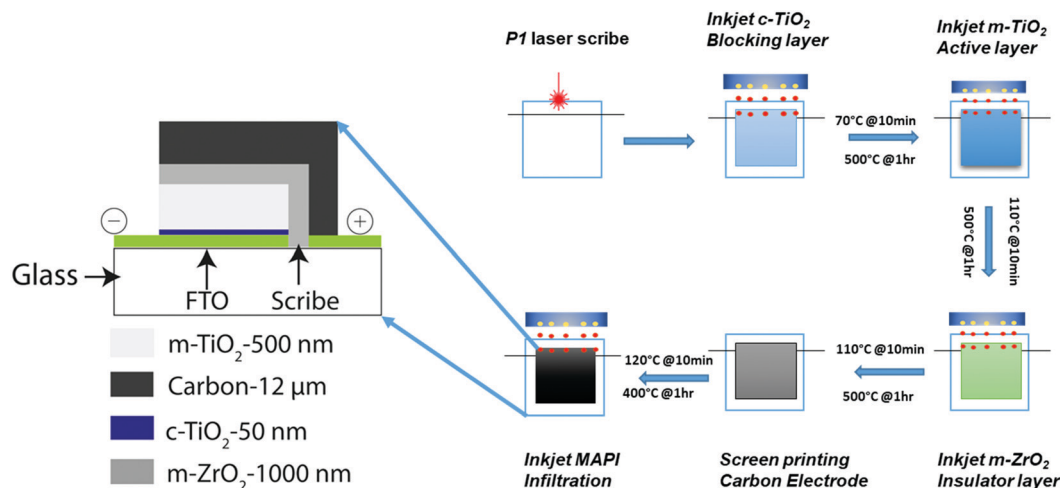 P1 laser scribe
Inkjet c-TiO₂
Blocking layer
Inkjet m-TiO₂
Active layer
70°C @10min
500°C @1hr
110°C @10min
500°C @1hr
−
+
Glass
FTO
Scribe
m-TiO₂-500 nm
Carbon-12 µm
c-TiO₂-50 nm
m-ZrO₂-1000 nm
120°C @10min
400°C @1hr
110°C @10min
500°C @1hr
Inkjet MAPI
Infiltration
Screen printing
Carbon Electrode
Inkjet m-ZrO₂
Insulator layer